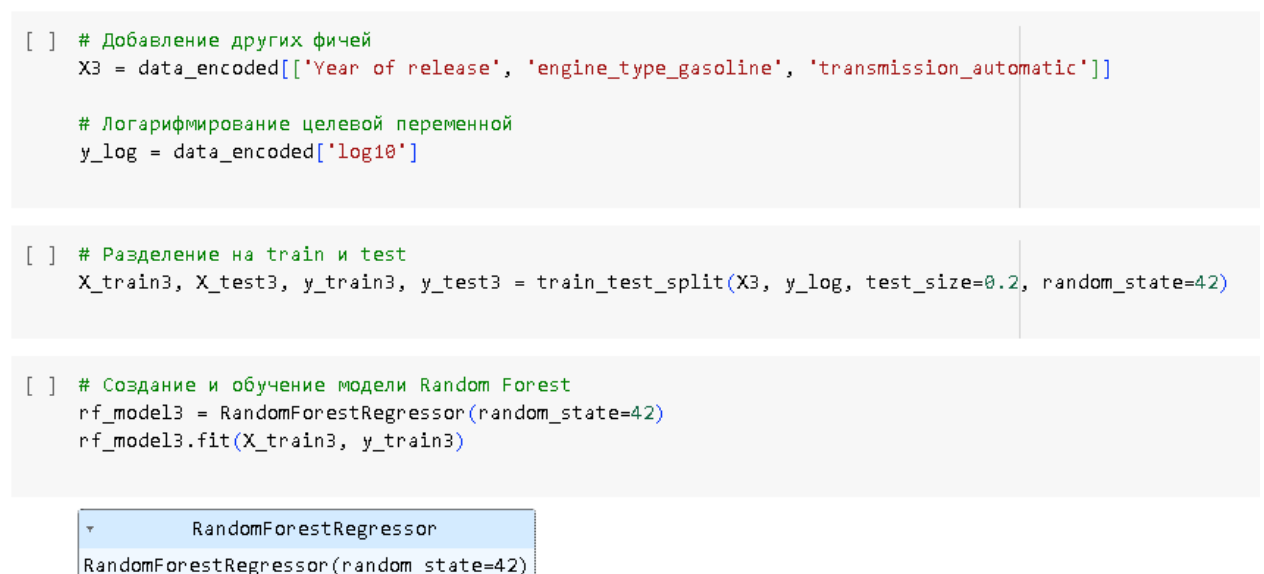 [ ] # Добавление других фичей
X3 = data_encoded[['Year of release', 'engine_type_gasoline', 'transmission_automatic']]
# Логарифмирование целевой переменной
y_log = data_encoded['log10']
[ ] # Разделение на train и test
X_train3, X_test3, y_train3, y_test3 = train_test_split(X3, y_log, test_size=0.2, random_state=42)
[ ] # Создание и обучение модели Random Forest
rf_model3 = RandomForestRegressor(random_state=42)
rf_model3.fit(X_train3, y_train3)
RandomForestRegressor
RandomForestRegressor(random_state=42)